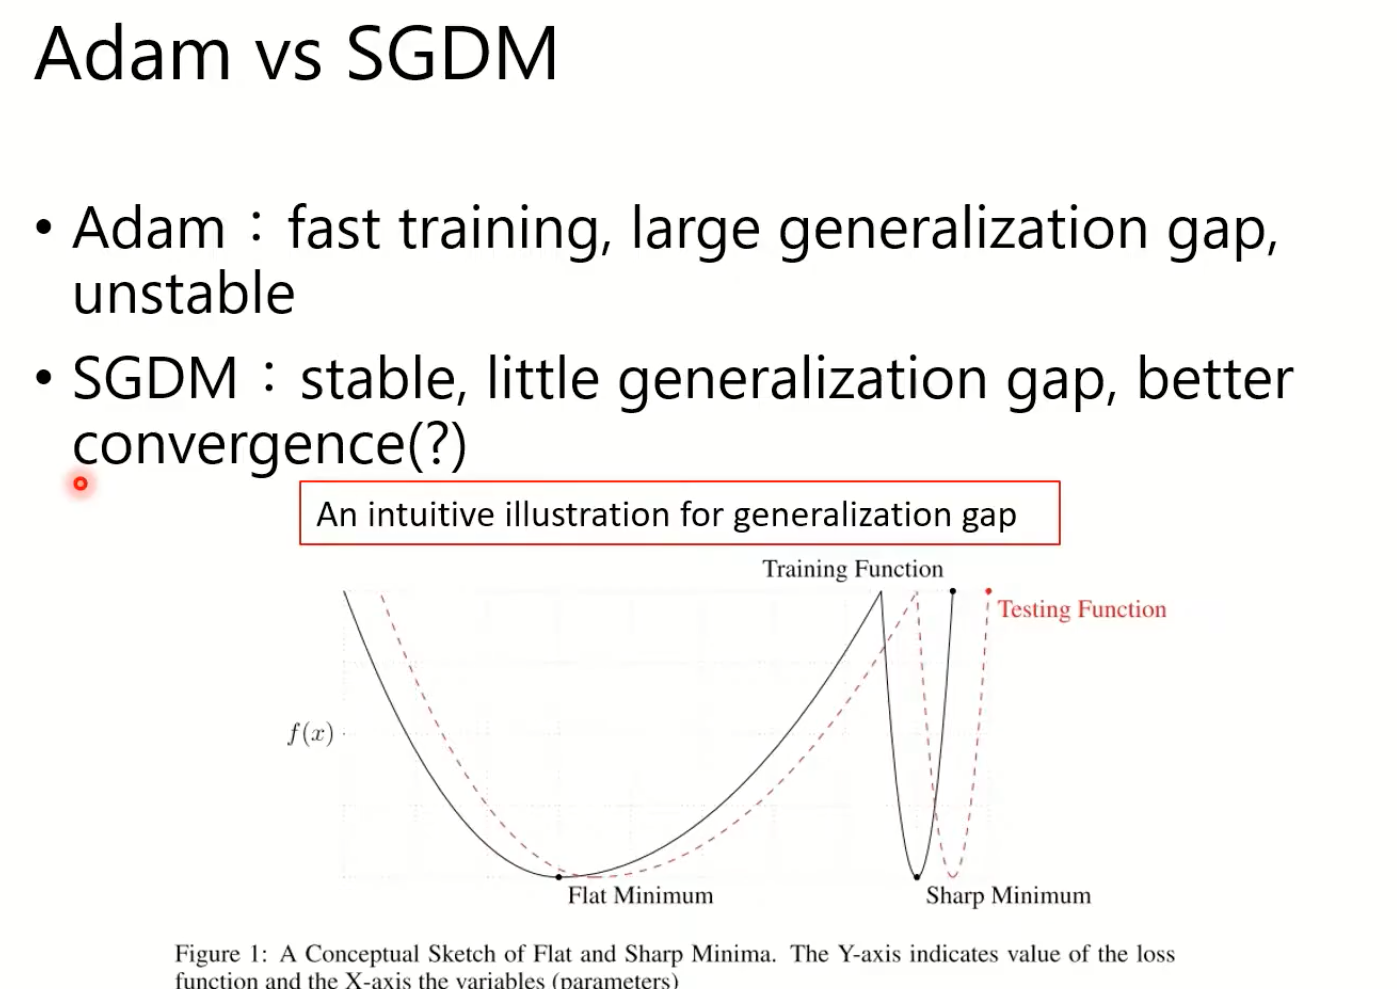 Adam vs SGDM
• Adam：fast training, large generalization gap,
unstable
• SGDM：stable, little generalization gap, better
convergence(?)
An intuitive illustration for generalization gap
Training Function
Testing Function
f(x)
Flat Minimum
Sharp Minimum
Figure 1: A Conceptual Sketch of Flat and Sharp Minima. The Y-axis indicates value of the loss
function and the X-axis the variables (parameters)